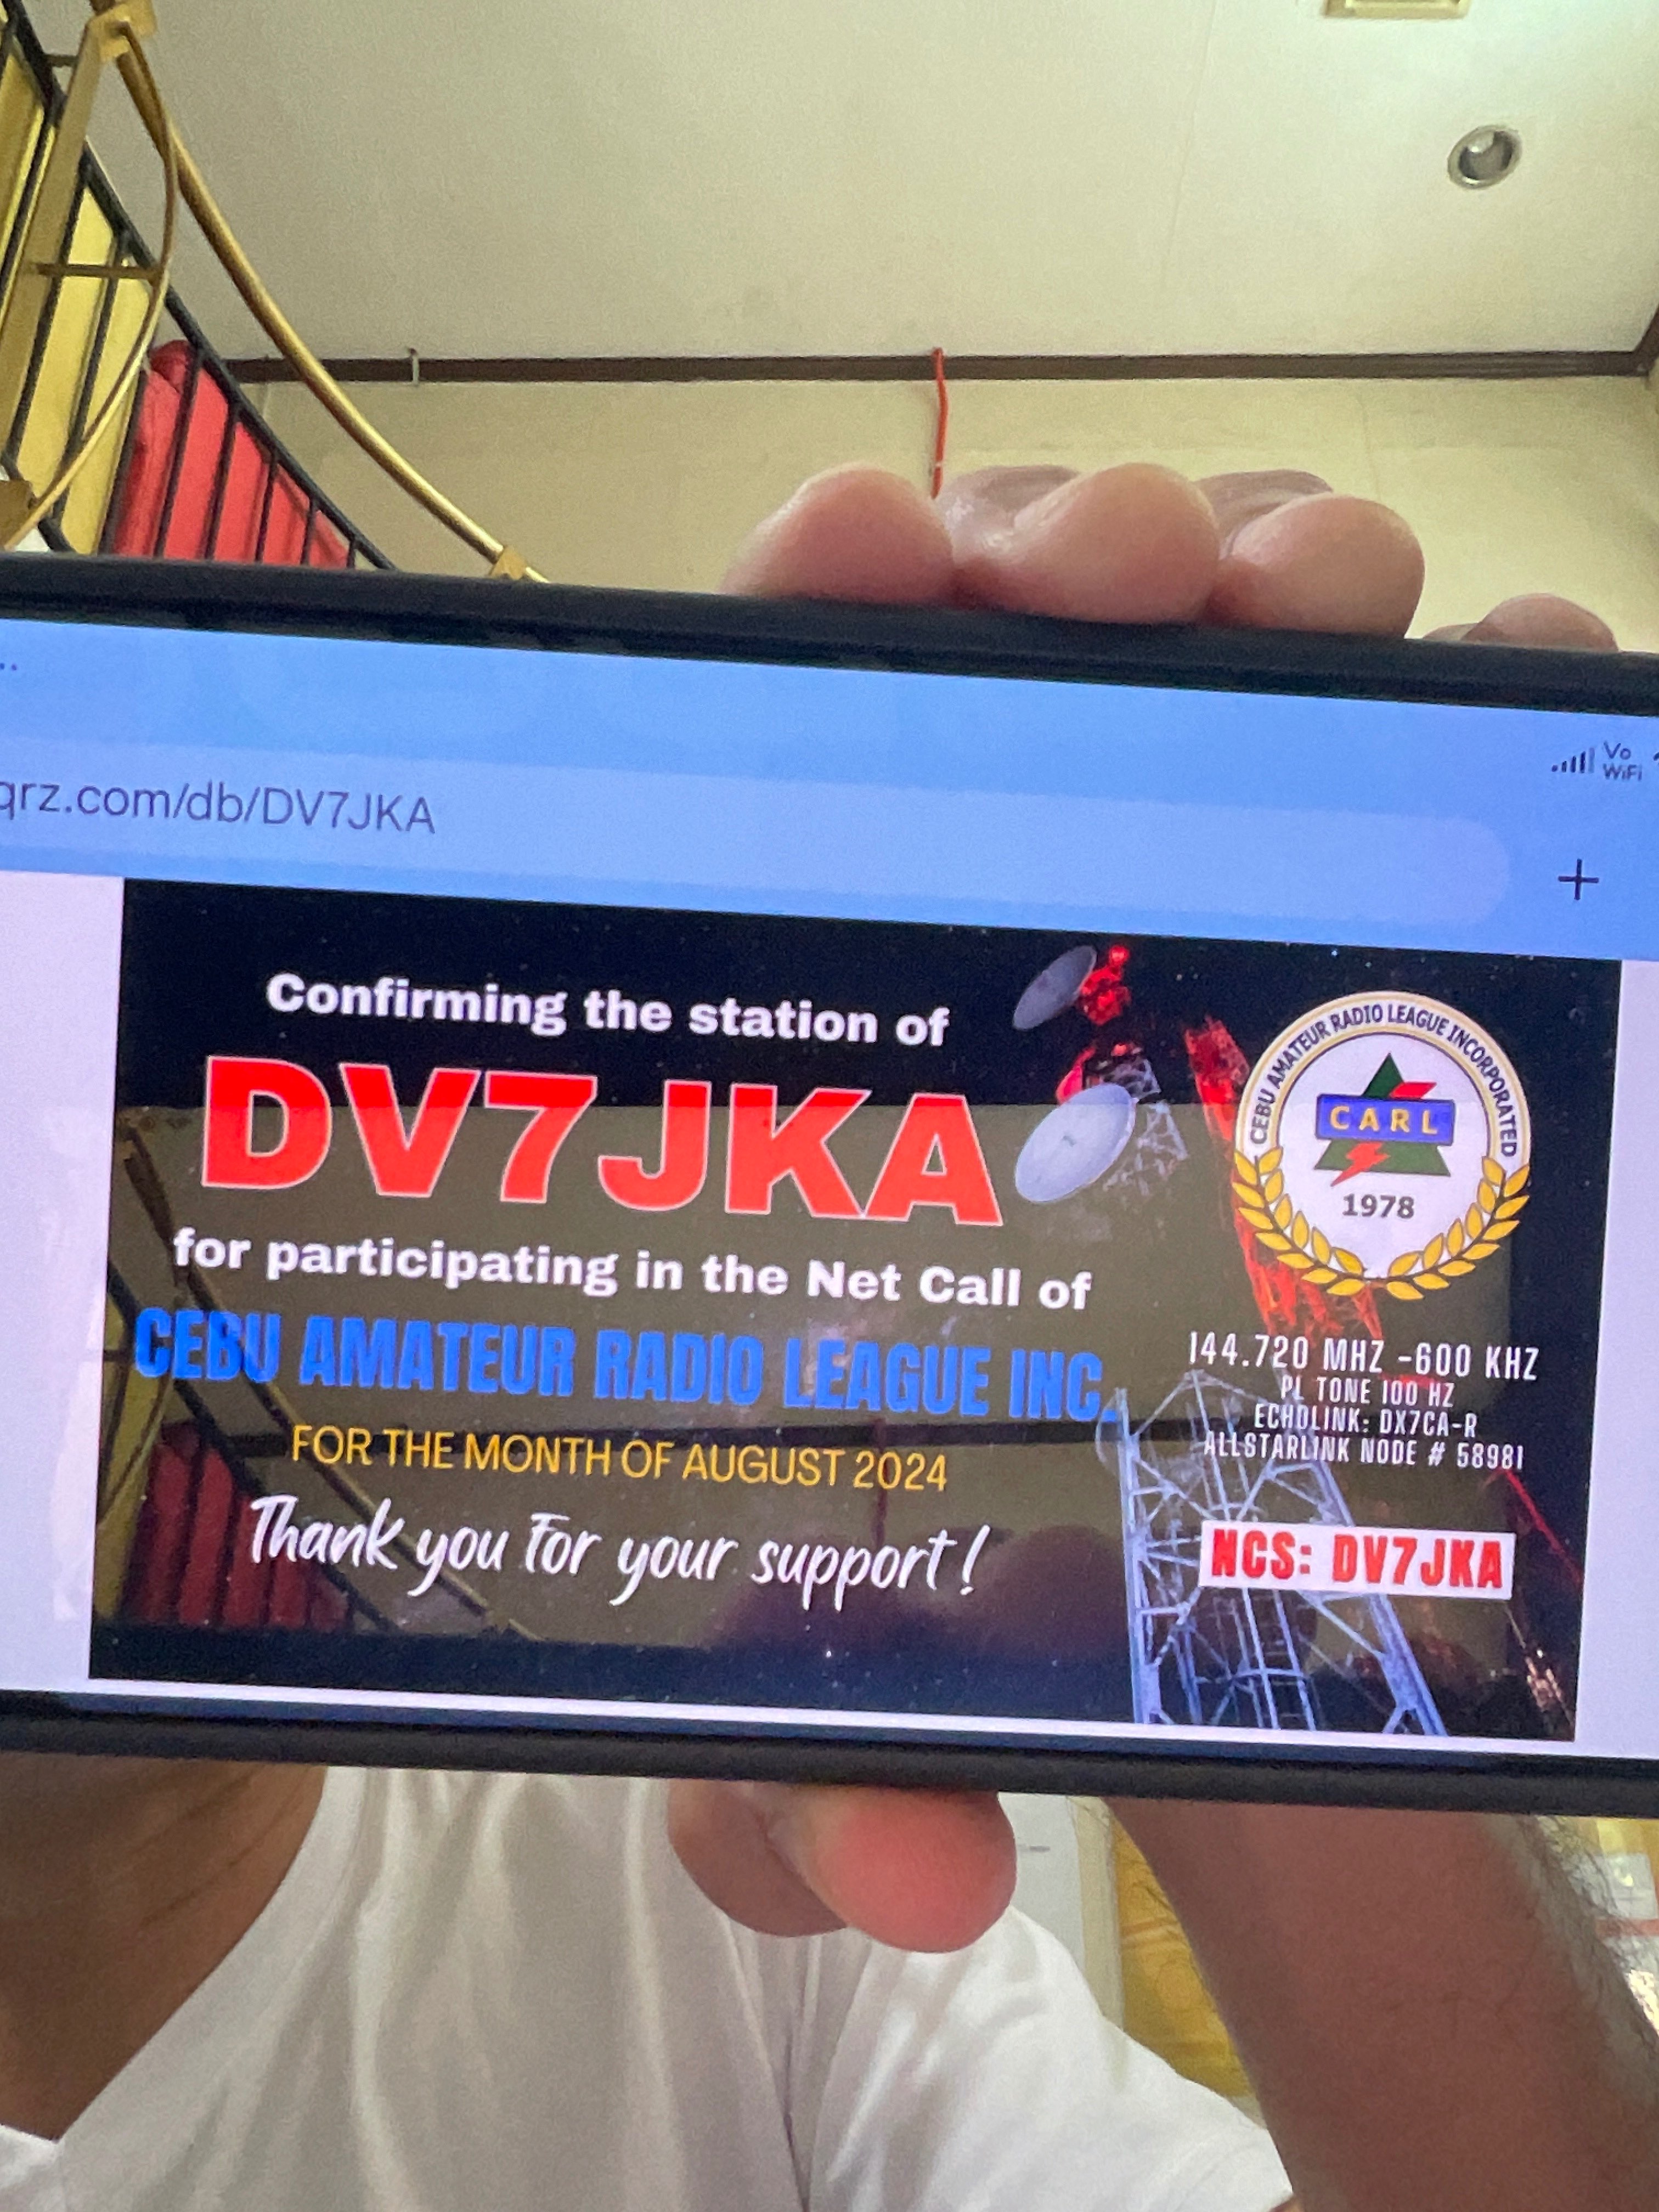 Vo
WiFi
qrz.com/db/DV7JKA
+
Confirming the station of
DV7JKA
for participating in the Net Call of
CEBU AMATEUR RADIO LEAGUE INC.
FOR THE MONTH OF AUGUST 2024
Thank you for your support!
CEBU AMATEUR RADIO LEAGUE INCORPORATED
CARL
1978
144.720 MHZ -600 KHZ
PL TONE 100 HZ
ECHOLINK: DX7CA-R
ALLSTARLINK NODE # 58981
NCS: DV7JKA